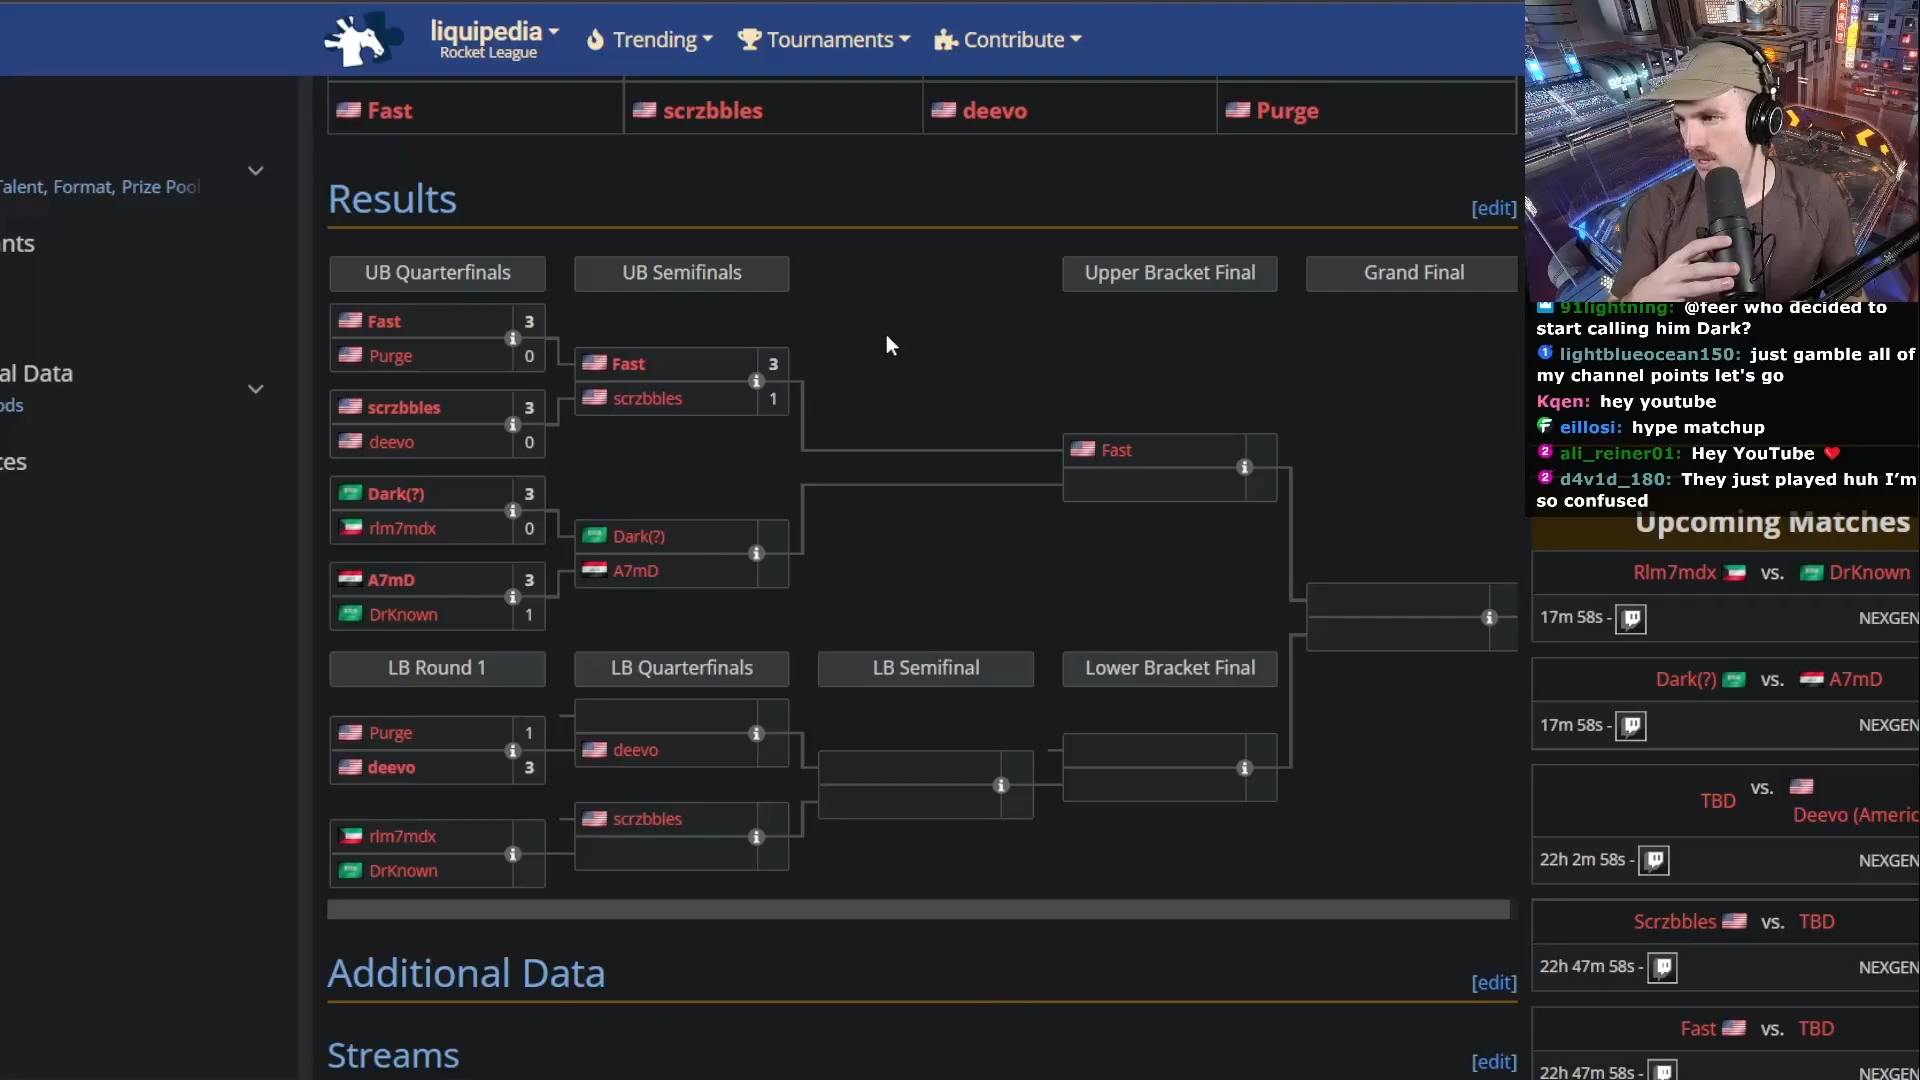 liquipedia
Rocket League
Trending
Tournaments
Contribute
Fast
scrzbbles
deevo
Purge
Talent, Format, Prize Pool
nts
al Data
ods
ces
Results
[edit]
UB Quarterfinals
UB Semifinals
Upper Bracket Final
Grand Final
Fast 3
Purge 0
scrzbbles 3
deevo 0
Dark(?) 3
rlm7mdx 0
A7mD 3
DrKnown 1
Fast 3
scrzbbles 1
Dark(?)
A7mD
Fast
LB Round 1
LB Quarterfinals
LB Semifinal
Lower Bracket Final
Purge 1
deevo 3
rlm7mdx
DrKnown
deevo
scrzbbles
Additional Data
[edit]
Streams
[edit]
91lightning: @feer who decided to
start calling him Dark?
lightblueocean150: just gamble all of
my channel points let's go
Kqen: hey youtube
eillosi: hype matchup
ali_reiner01: Hey YouTube
d4v1d_180: They just played huh I'm
so confused
Upcoming Matches
Rlm7mdx vs. DrKnown
17m 58s - NEXGEN
Dark(?) vs. A7mD
17m 58s - NEXGEN
TBD vs.
Deevo (Americ
22h 2m 58s - NEXGEN
Scrzbbles vs. TBD
22h 47m 58s - NEXGEN
Fast vs. TBD
22h 47m 58s - NEXGEN